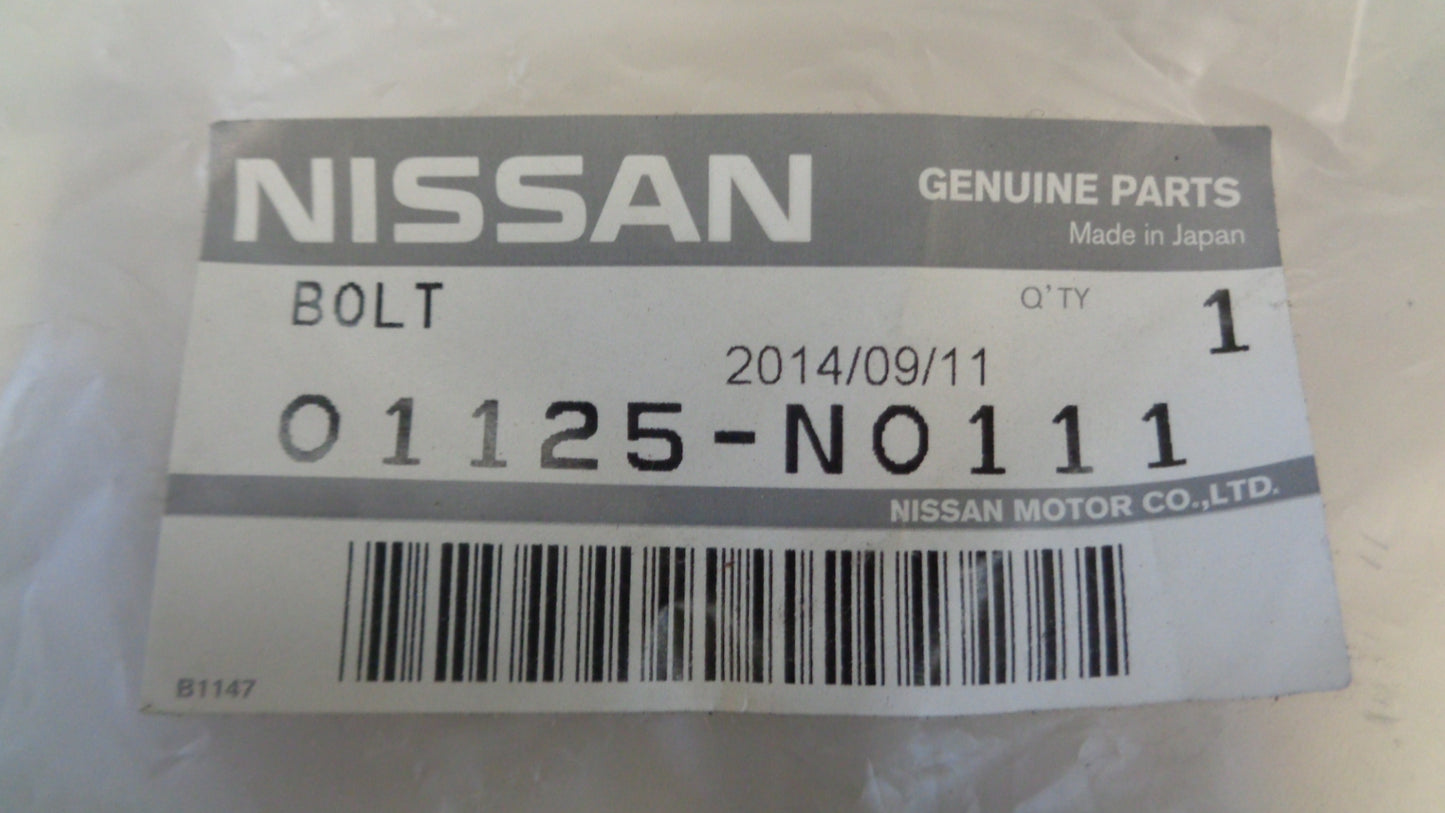 NISSAN
GENUINE PARTS
Made in Japan
BOLT
Q'TY 1
2014/09/11
01125-N0111
NISSAN MOTOR CO.,LTD.
B1147